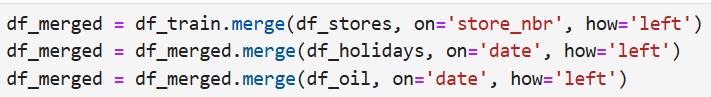 df_merged = df_train.merge(df_stores, on='store_nbr', how='left')
df_merged = df_merged.merge(df_holidays, on='date', how='left')
df_merged = df_merged.merge(df_oil, on='date', how='left')